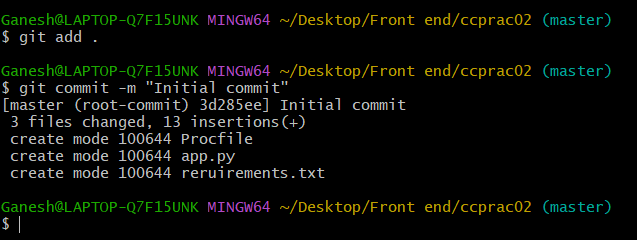 Ganesh@LAPTOP-Q7F15UNK MINGW64 ~/Desktop/Front end/ccprac02 (master)
$ git add .
Ganesh@LAPTOP-Q7F15UNK MINGW64 ~/Desktop/Front end/ccprac02 (master)
$ git commit -m "Initial commit"
[master (root-commit) 3d285ee] Initial commit
3 files changed, 13 insertions(+)
create mode 100644 Procfile
create mode 100644 app.py
create mode 100644 reruirements.txt
Ganesh@LAPTOP-Q7F15UNK MINGW64 ~/Desktop/Front end/ccprac02 (master)
$